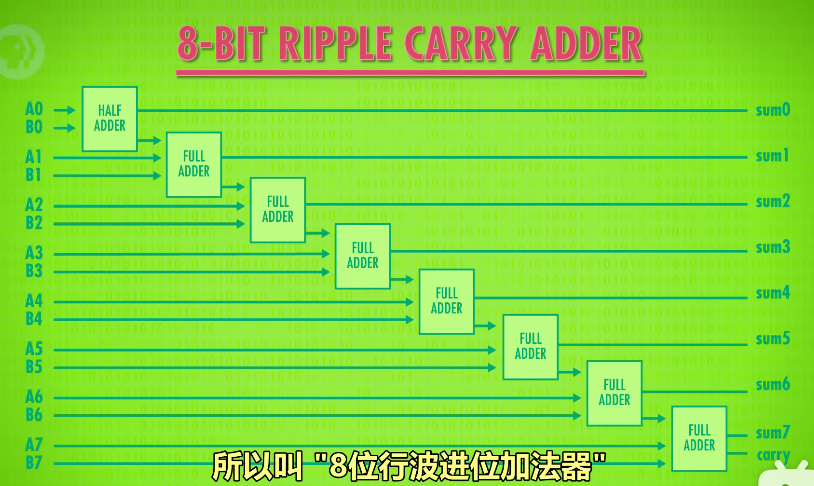 8-BIT RIPPLE CARRY ADDER
A0
B0
HALF
ADDER
sum0
A1
B1
FULL
ADDER
sum1
A2
B2
FULL
ADDER
sum2
A3
B3
FULL
ADDER
sum3
A4
B4
FULL
ADDER
sum4
A5
B5
FULL
ADDER
sum5
A6
B6
FULL
ADDER
sum6
A7
B7
FULL
ADDER
sum7
carry
所以叫 "8位行波进位加法器"